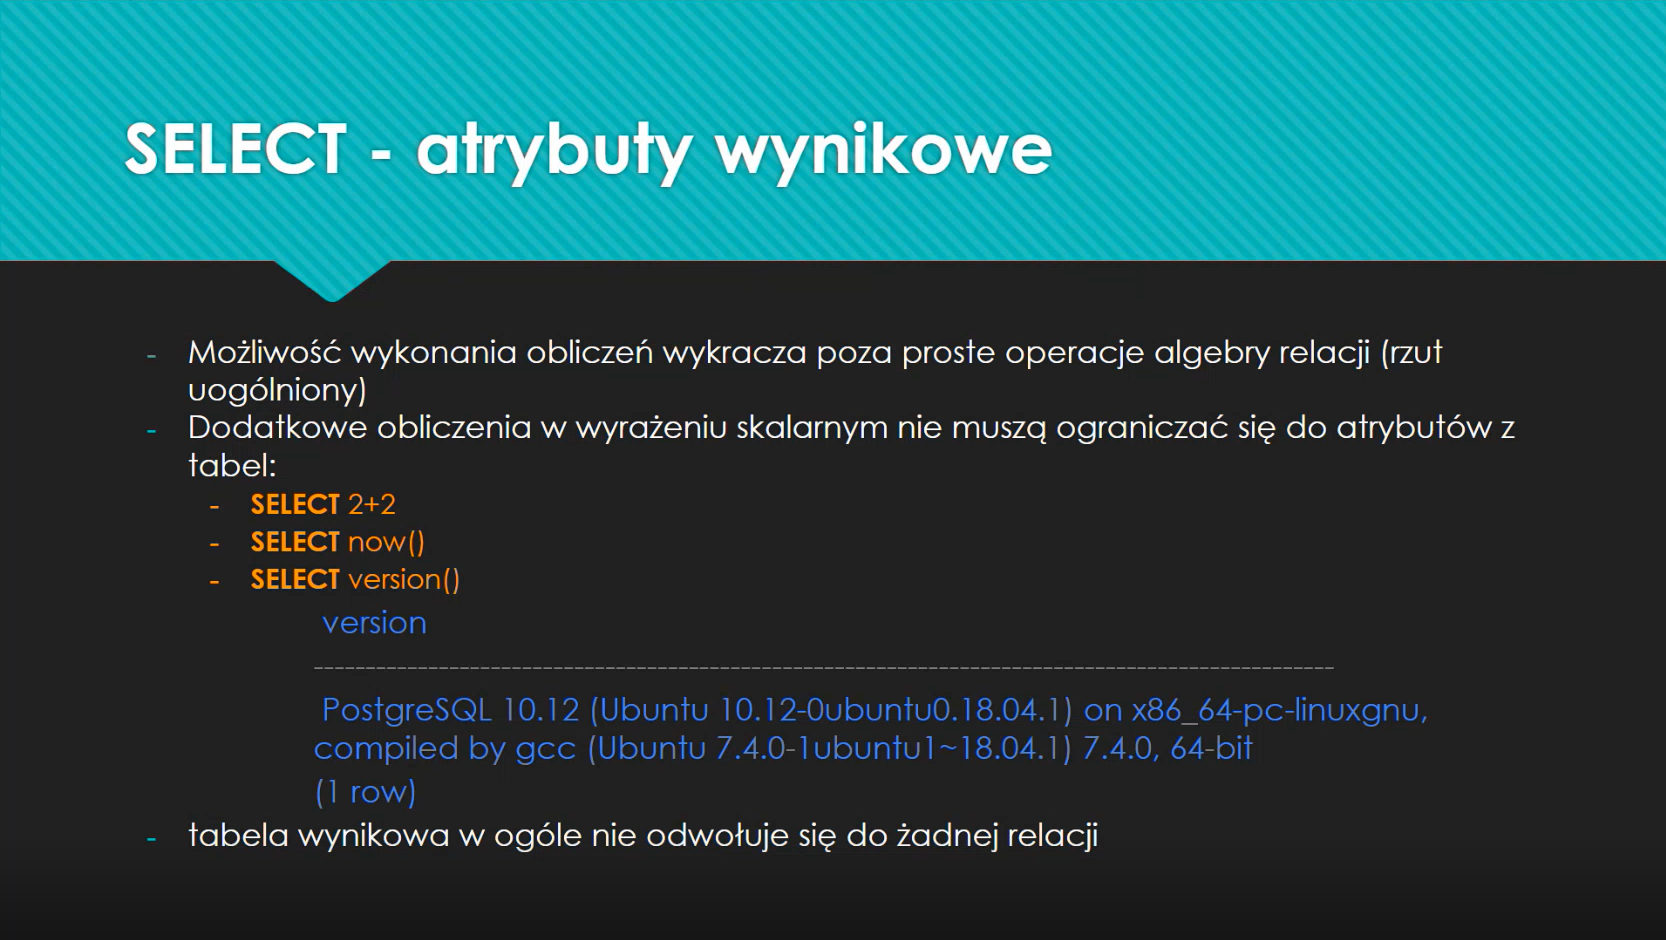 SELECT - atrybuty wynikowe
- Możliwość wykonania obliczeń wykracza poza proste operacje algebry relacji (rzut
uogólniony)
- Dodatkowe obliczenia w wyrażeniu skalarnym nie muszą ograniczać się do atrybutów z
tabel:
- SELECT 2+2
- SELECT now()
- SELECT version()
version
------------------------------------------------------------------------------------------------------
PostgreSQL 10.12 (Ubuntu 10.12-0ubuntu0.18.04.1) on x86_64-pc-linuxgnu,
compiled by gcc (Ubuntu 7.4.0-1ubuntu1~18.04.1) 7.4.0, 64-bit
(1 row)
- tabela wynikowa w ogóle nie odwołuje się do żadnej relacji